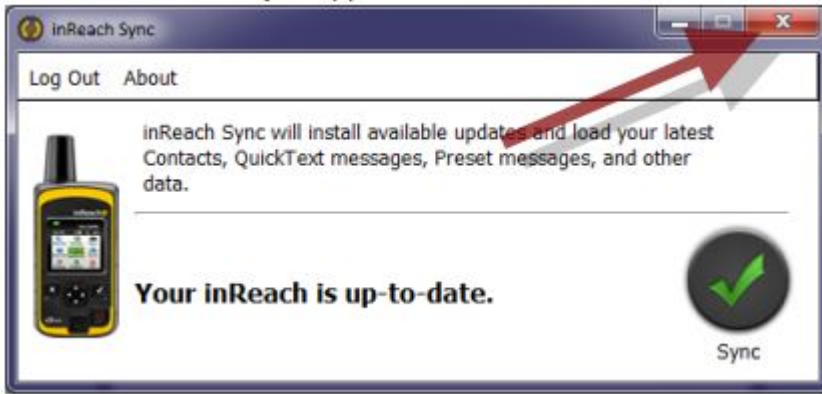 inReach Sync
Log Out About
inReach Sync will install available updates and load your latest
Contacts, QuickText messages, Preset messages, and other
data.
Your inReach is up-to-date.
Sync